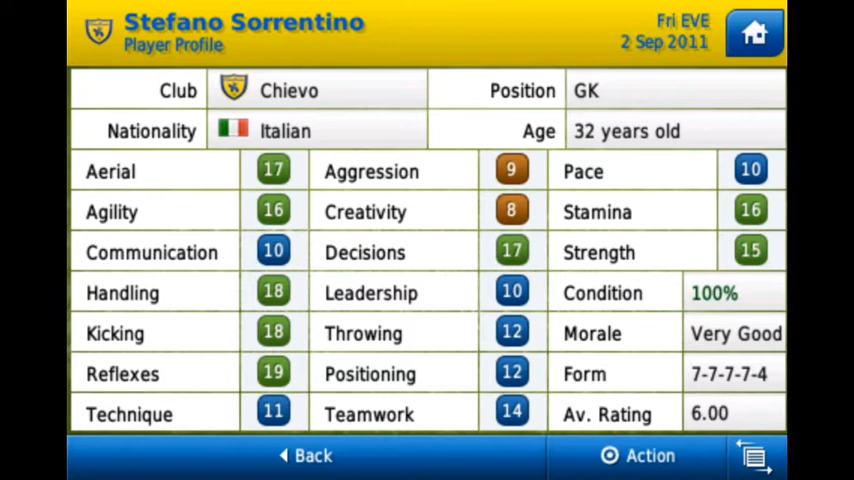 Stefano Sorrentino
Player Profile
Fri EVE
2 Sep 2011
Club Chievo Position GK
Nationality Italian Age 32 years old
Aerial 17 Aggression 9 Pace 10
Agility 16 Creativity 8 Stamina 16
Communication 10 Decisions 17 Strength 15
Handling 18 Leadership 10 Condition 100%
Kicking 18 Throwing 12 Morale Very Good
Reflexes 19 Positioning 12 Form 7-7-7-7-4
Technique 11 Teamwork 14 Av. Rating 6.00
Back Action